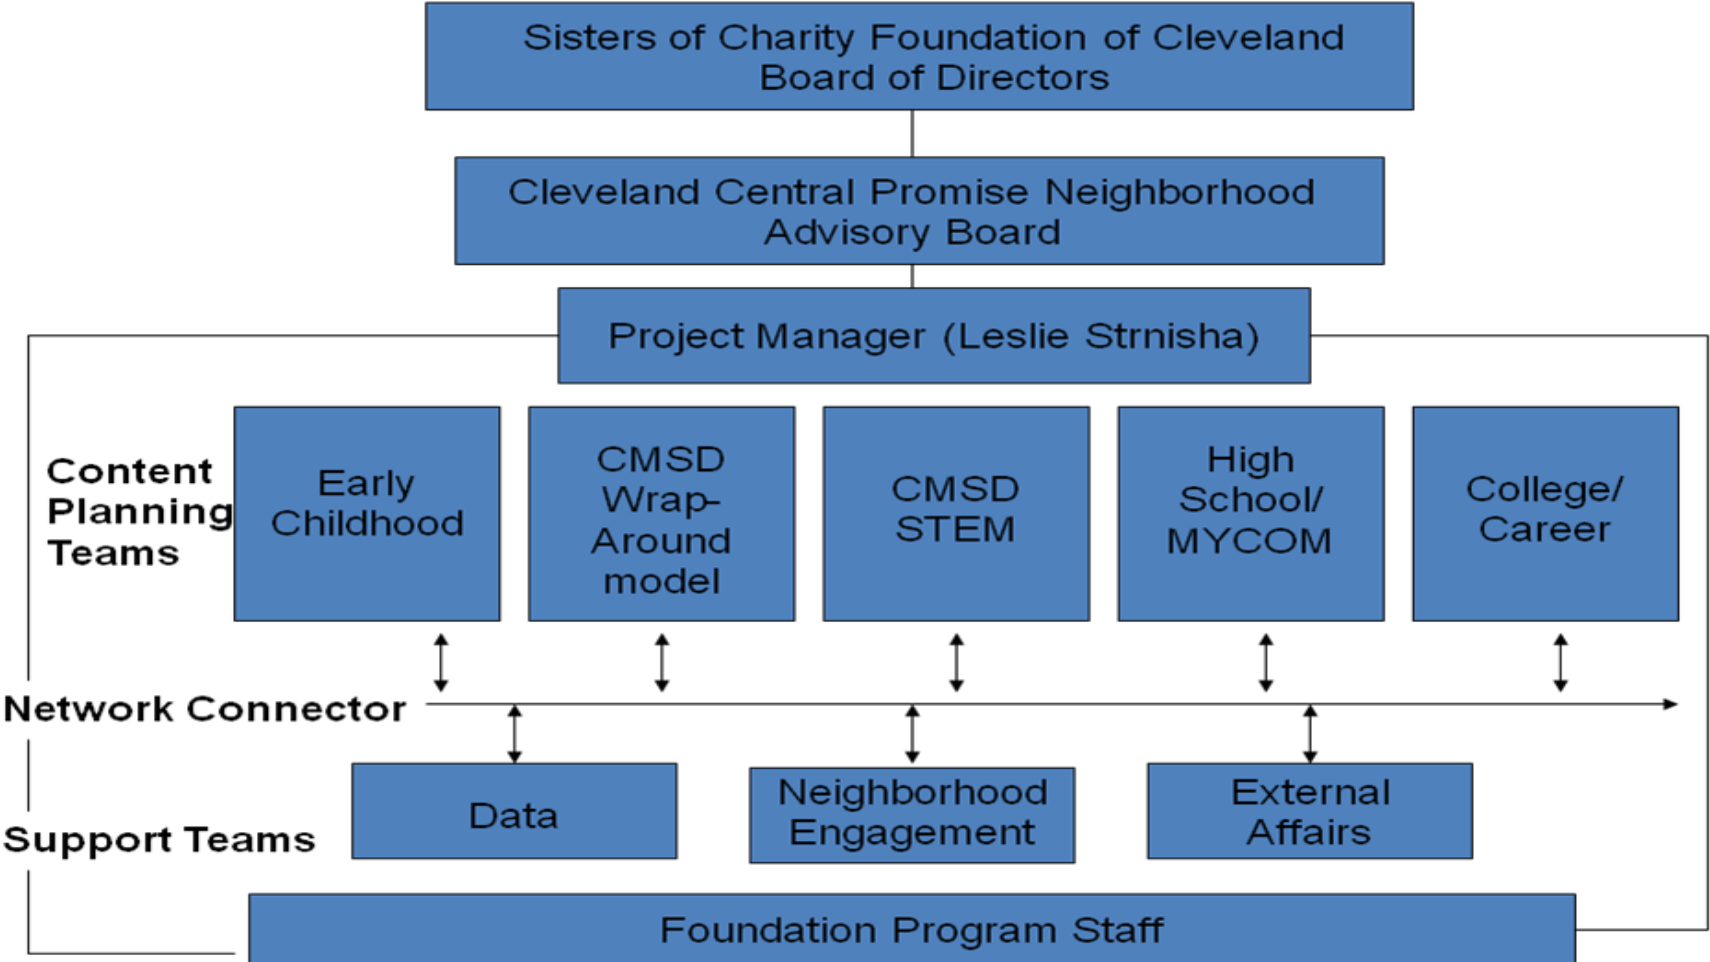 Sisters of Charity Foundation of Cleveland
Board of Directors
Cleveland Central Promise Neighborhood
Advisory Board
Project Manager (Leslie Strnisha)
Content
Planning
Teams
Early
Childhood
CMSD
Wrap-
Around
model
CMSD
STEM
High
School/
MYCOM
College/
Career
Network Connector
Support Teams
Data
Neighborhood
Engagement
External
Affairs
Foundation Program Staff